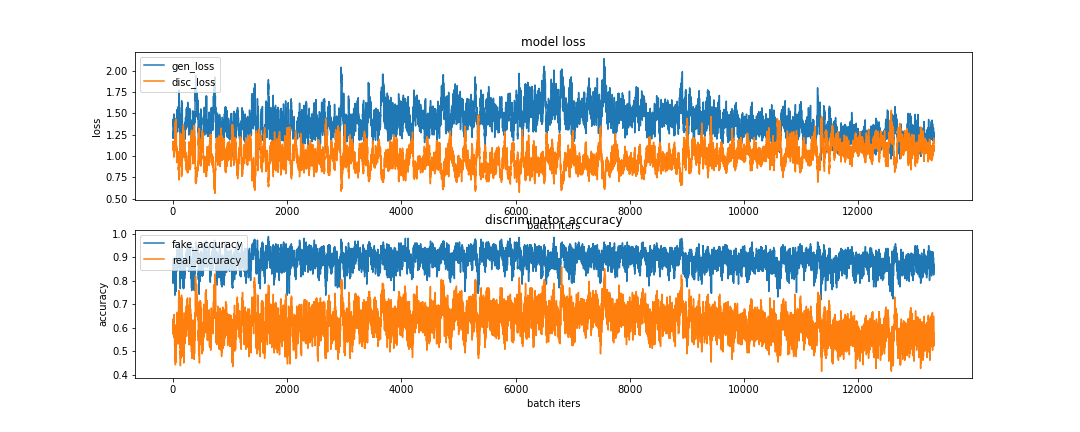 model loss
gen_loss
disc_loss
loss
2.00
1.75
1.50
1.25
1.00
0.75
0.50
0 2000 4000 6000 8000 10000 12000
batch iters
discriminator accuracy
fake_accuracy
real_accuracy
accuracy
1.0
0.9
0.8
0.7
0.6
0.5
0.4
0 2000 4000 6000 8000 10000 12000
batch iters